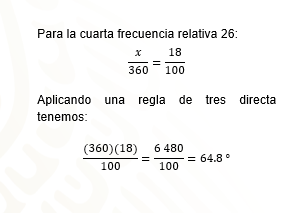 Para la cuarta frecuencia relativa 26:
x/360 = 18/100
Aplicando una regla de tres directa
tenemos:
(360)(18)/100 = 6 480/100 = 64.8 °